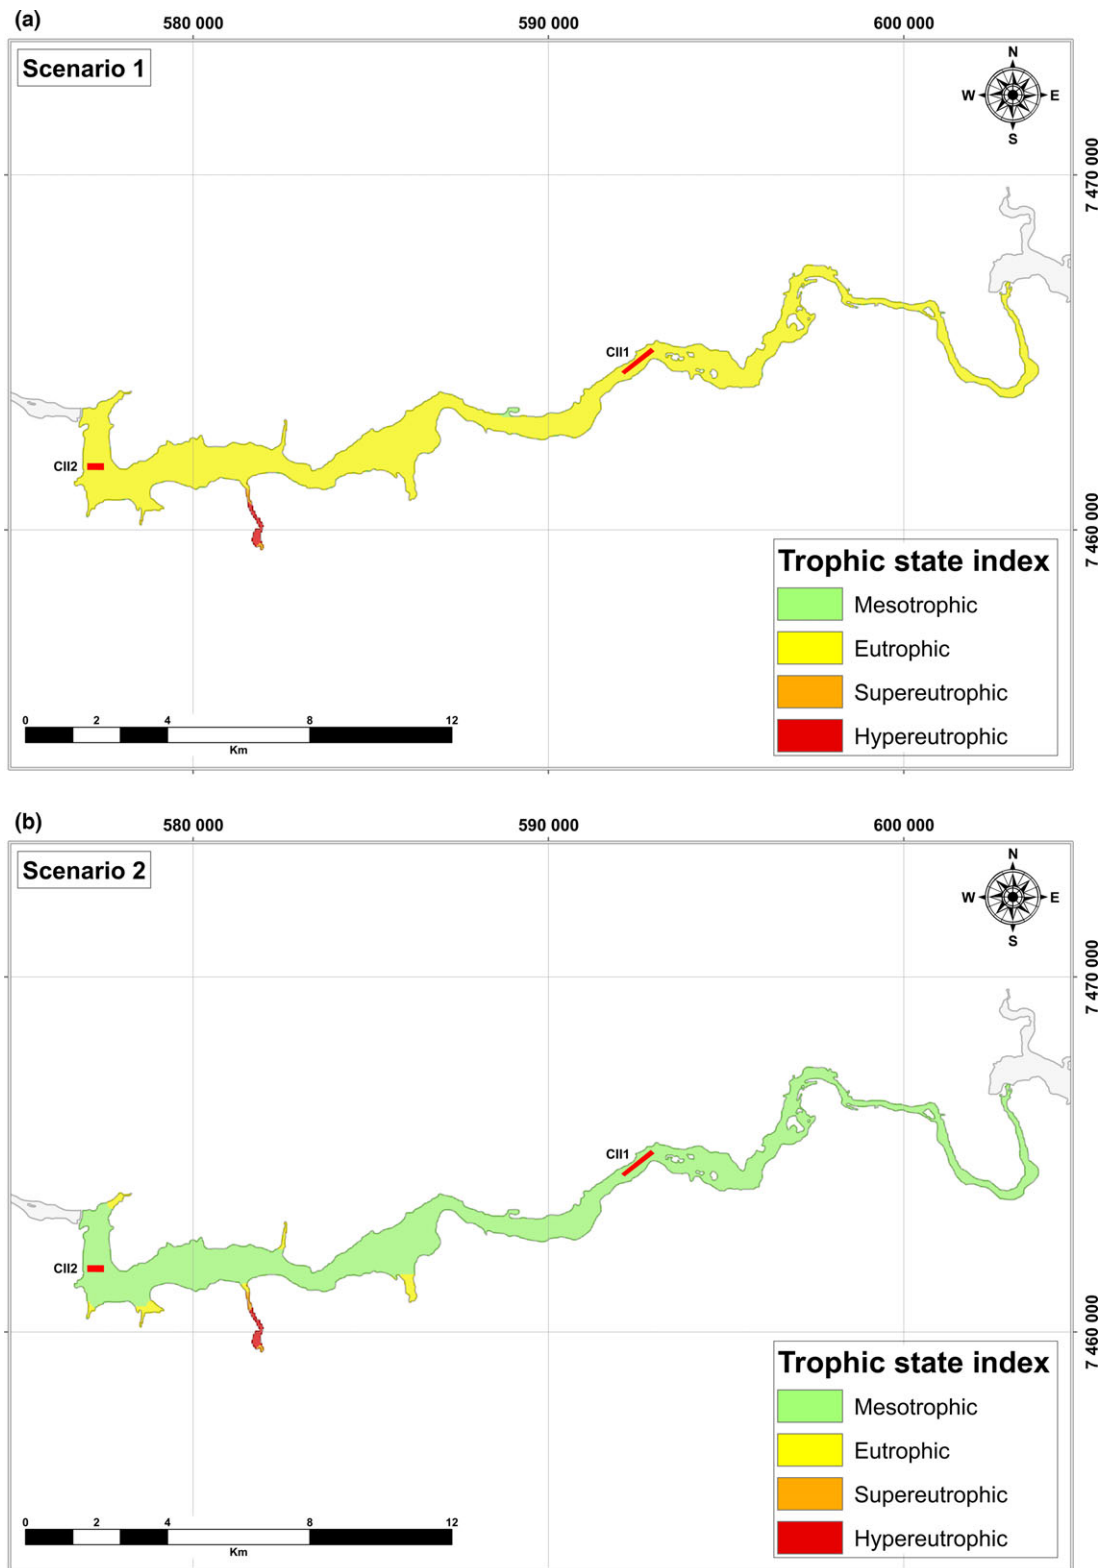 (a)
580 000 590 000 600 000
Scenario 1
N
W E
S
7 470 000
CII1
CII2
7 460 000
Trophic state index
Mesotrophic
Eutrophic
Supereutrophic
Hypereutrophic
0 2 4 8 12
Km
(b)
580 000 590 000 600 000
Scenario 2
N
W E
S
7 470 000
CII1
CII2
7 460 000
Trophic state index
Mesotrophic
Eutrophic
Supereutrophic
Hypereutrophic
0 2 4 8 12
Km